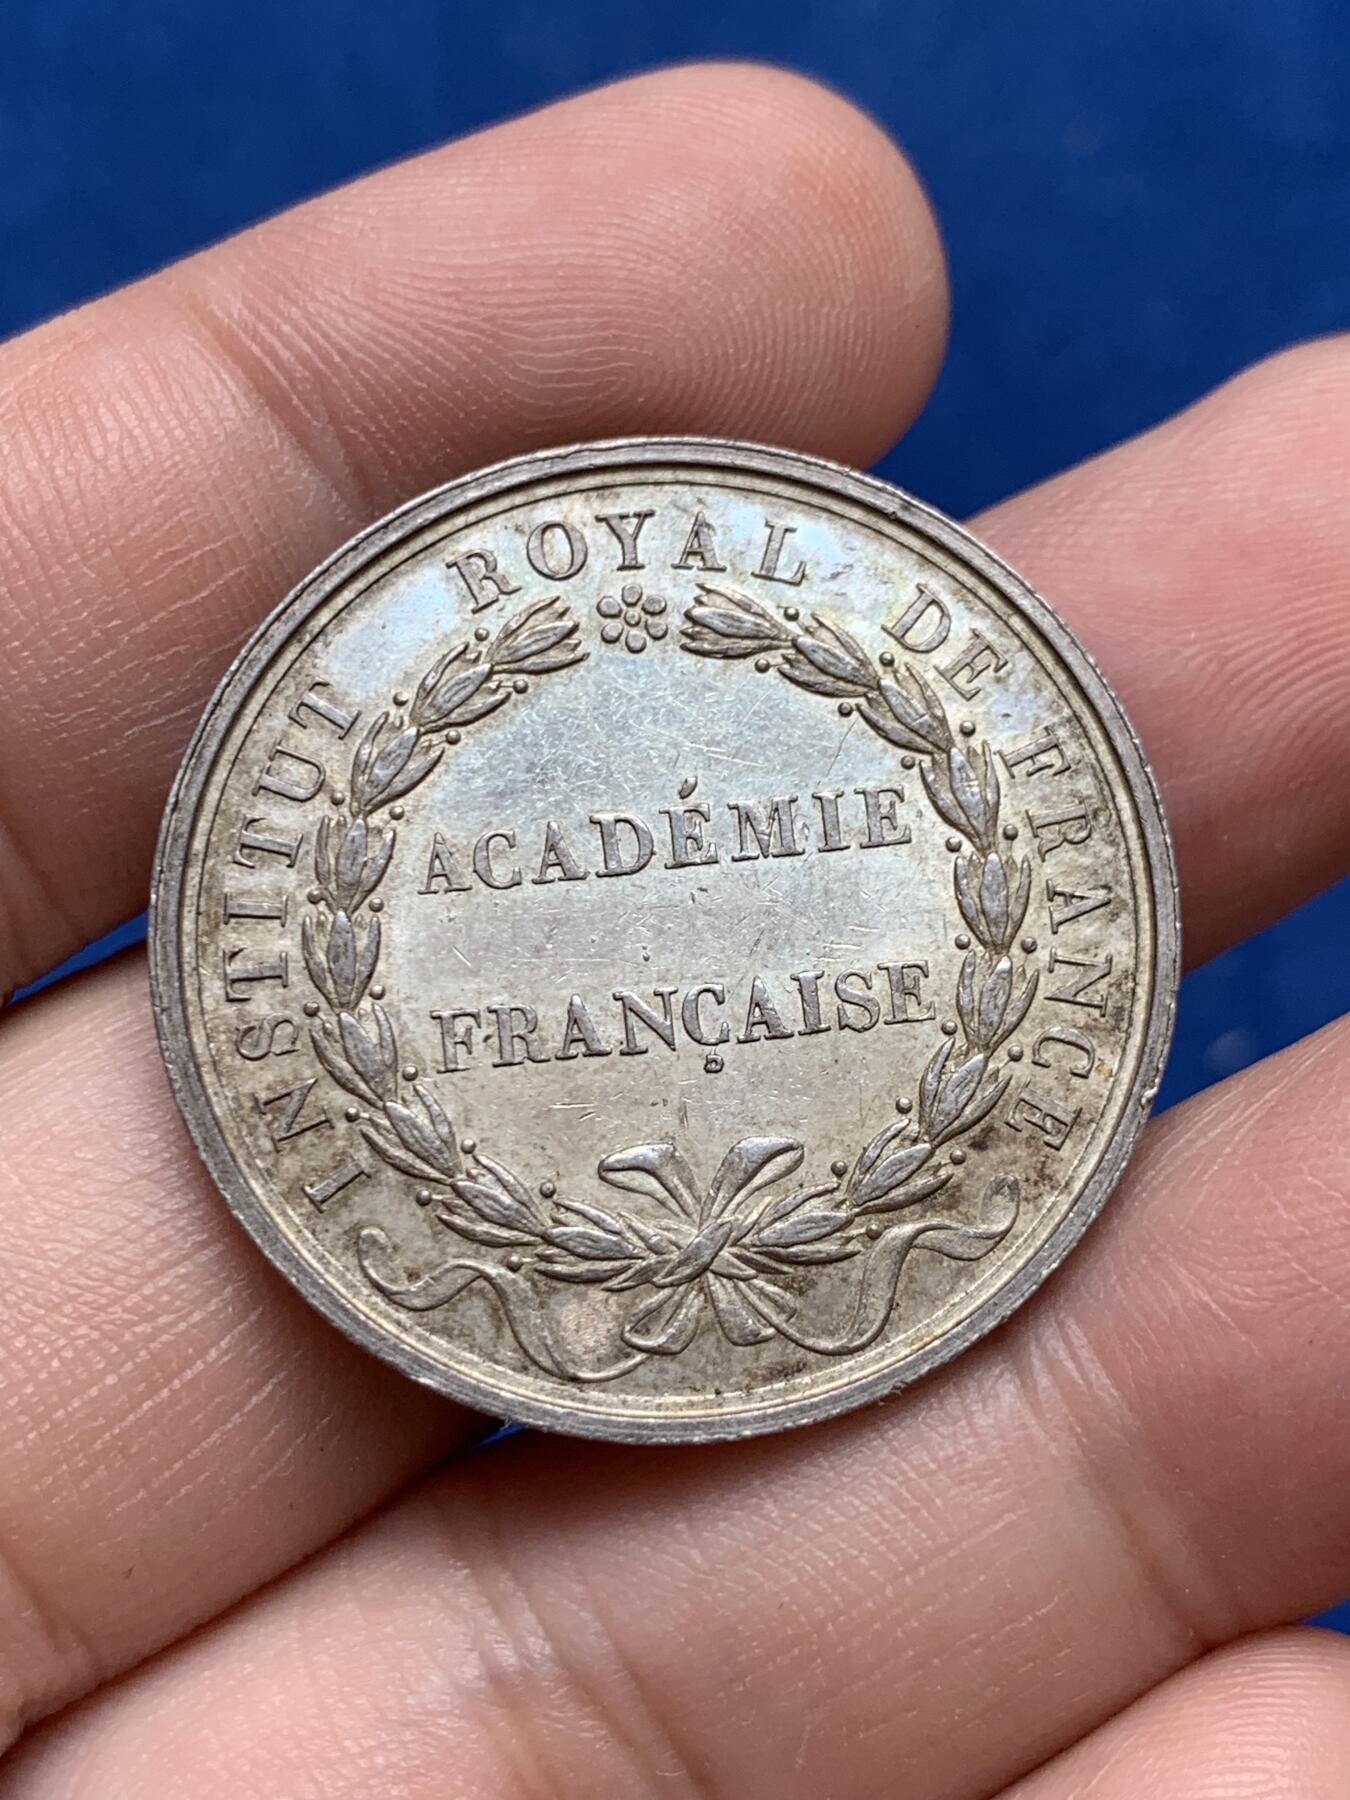 INSTITUT ROYAL DE FRANCE
ACADÉMIE
FRANÇAISE